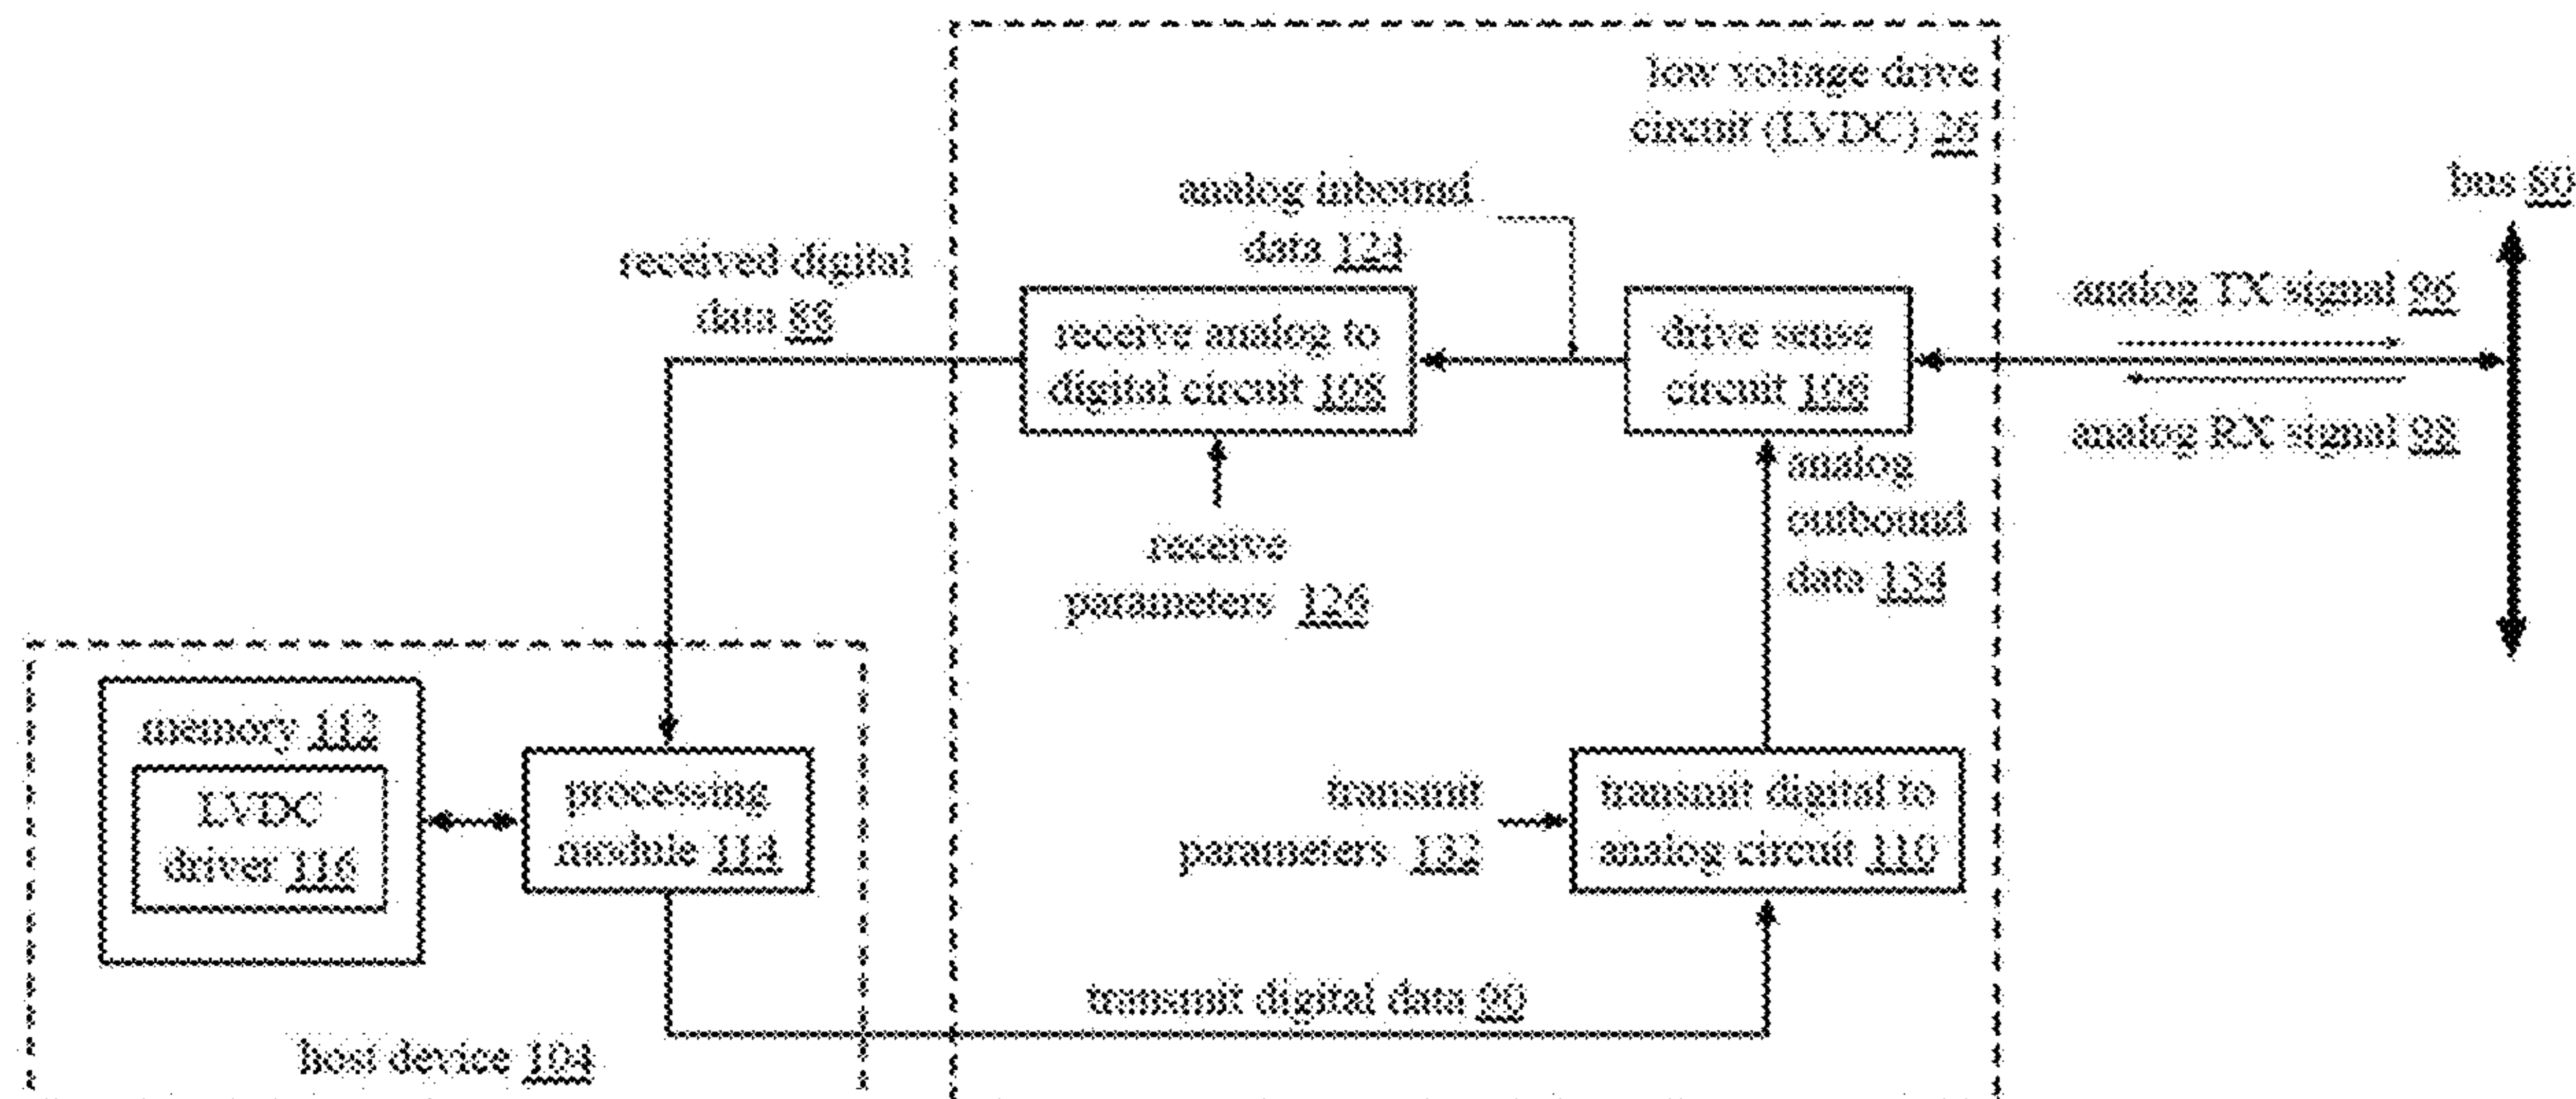 low voltage drive
circuit (LVDC) 26
bus 80
analog inbound
data 124
received digital
data 88
analog TX signal 96
receive analog to
digital circuit 108
drive sense
circuit 106
analog RX signal 98
analog
outbound
data 134
receive
parameters 126
memory 112
LVDC
driver 116
processing
module 114
transmit
parameters 132
transmit digital to
analog circuit 110
transmit digital data 90
host device 104